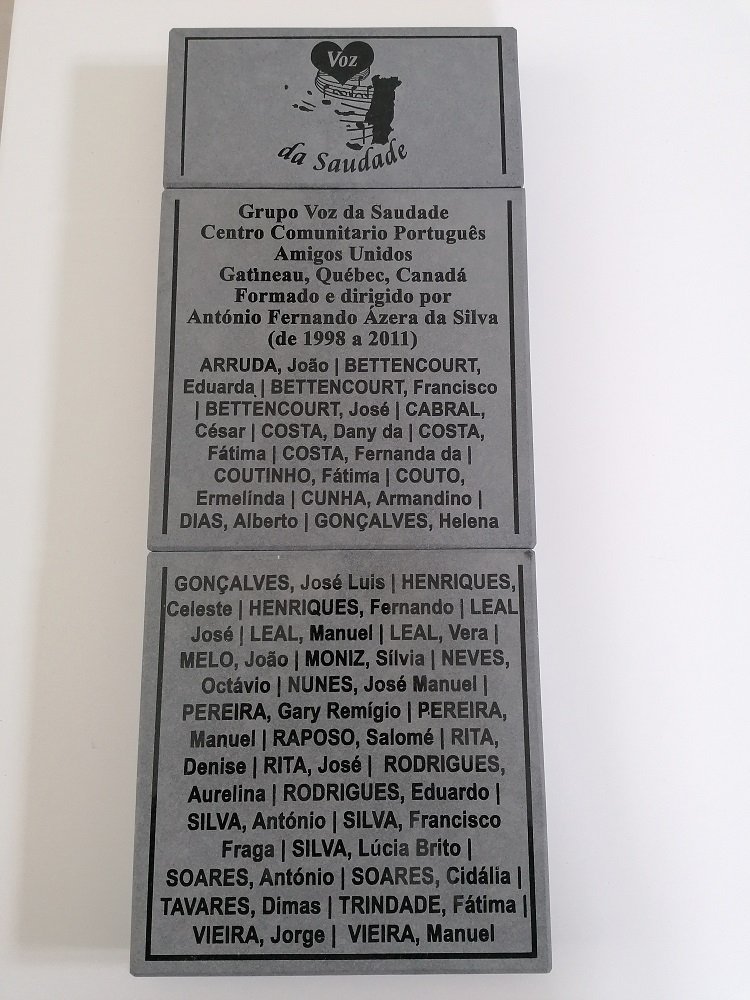 Voz
da Saudade
Grupo Voz da Saudade
Centro Comunitario Português
Amigos Unidos
Gatineau, Québec, Canadá
Formado e dirigido por
António Fernando Ázera da Silva
(de 1998 a 2011)
ARRUDA, João | BETTENCOURT,
Eduarda | BETTENCOURT, Francisco
| BETTENCOURT, José | CABRAL,
César | COSTA, Dany da | COSTA,
Fátima | COSTA, Fernanda da |
COUTINHO, Fátima | COUTO,
Ermelinda | CUNHA, Armandino |
DIAS, Alberto | GONÇALVES, Helena
GONÇALVES, José Luis | HENRIQUES,
Celeste | HENRIQUES, Fernando | LEAL
José | LEAL, Manuel | LEAL, Vera |
MELO, João | MONIZ, Sílvia | NEVES,
Octávio | NUNES, José Manuel |
PEREIRA, Gary Remígio | PEREIRA,
Manuel | RAPOSO, Salomé | RITA,
Denise | RITA, José | RODRIGUES,
Aurelina | RODRIGUES, Eduardo |
SILVA, António | SILVA, Francisco
Fraga | SILVA, Lúcia Brito |
SOARES, António | SOARES, Cidália |
TAVARES, Dimas | TRINDADE, Fátima |
VIEIRA, Jorge | VIEIRA, Manuel